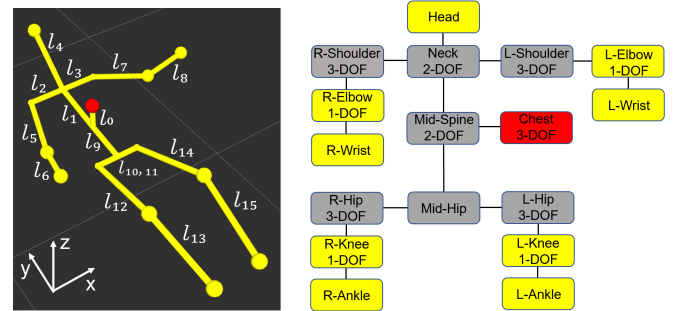 l₄
l₂
l₃
l₇
l₈
l₁
l₀
l₅
l₉
l₆
l₁₀, ₁₁
l₁₄
l₁₂
l₁₅
l₁₃
z
y
x
Head
R-Shoulder
3-DOF
Neck
2-DOF
L-Shoulder
3-DOF
L-Elbow
1-DOF
R-Elbow
1-DOF
L-Wrist
Mid-Spine
2-DOF
Chest
3-DOF
R-Wrist
R-Hip
3-DOF
Mid-Hip
L-Hip
3-DOF
R-Knee
1-DOF
L-Knee
1-DOF
R-Ankle
L-Ankle